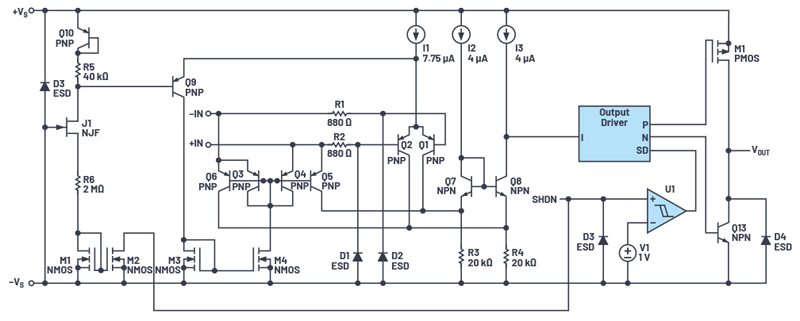 +VS
Q10
PNP
R5
40 kΩ
D3
ESD
J1
NJF
R6
2 MΩ
M1
NMOS
M2
NMOS
–VS
Q9
PNP
–IN
+IN
R1
880 Ω
R2
880 Ω
Q6
PNP
Q3
PNP
Q4
PNP
Q5
PNP
Q2
PNP
Q1
PNP
I1
7.75 µA
I2
4 µA
I3
4 µA
Q7
NPN
Q8
NPN
M3
NMOS
M4
NMOS
D1
ESD
D2
ESD
R3
20 kΩ
R4
20 kΩ
SHDN
D3
ESD
V1
1 V
U1
+
–
Output
Driver
I
P
N
SD
M1
PMOS
VOUT
Q13
NPN
D4
ESD